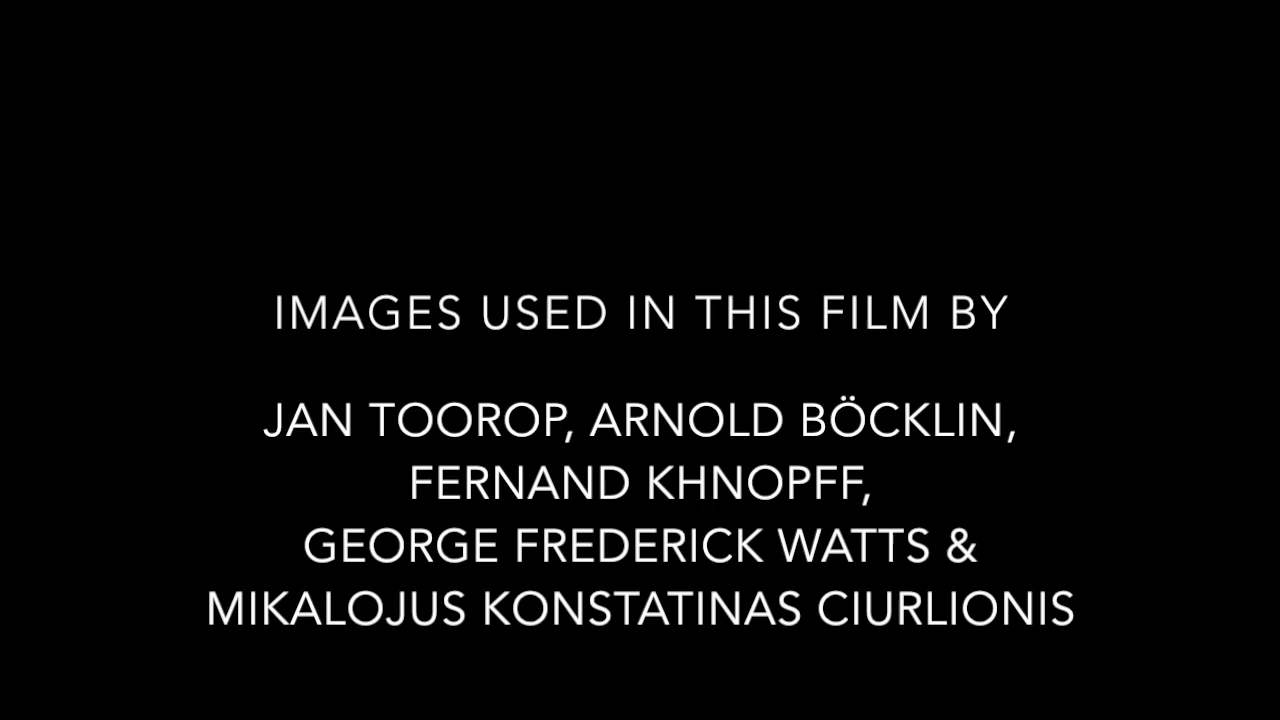 IMAGES USED IN THIS FILM BY
JAN TOOROP, ARNOLD BÖCKLIN,
FERNAND KHNOPFF,
GEORGE FREDERICK WATTS &
MIKALOJUS KONSTATINAS CIURLIONIS